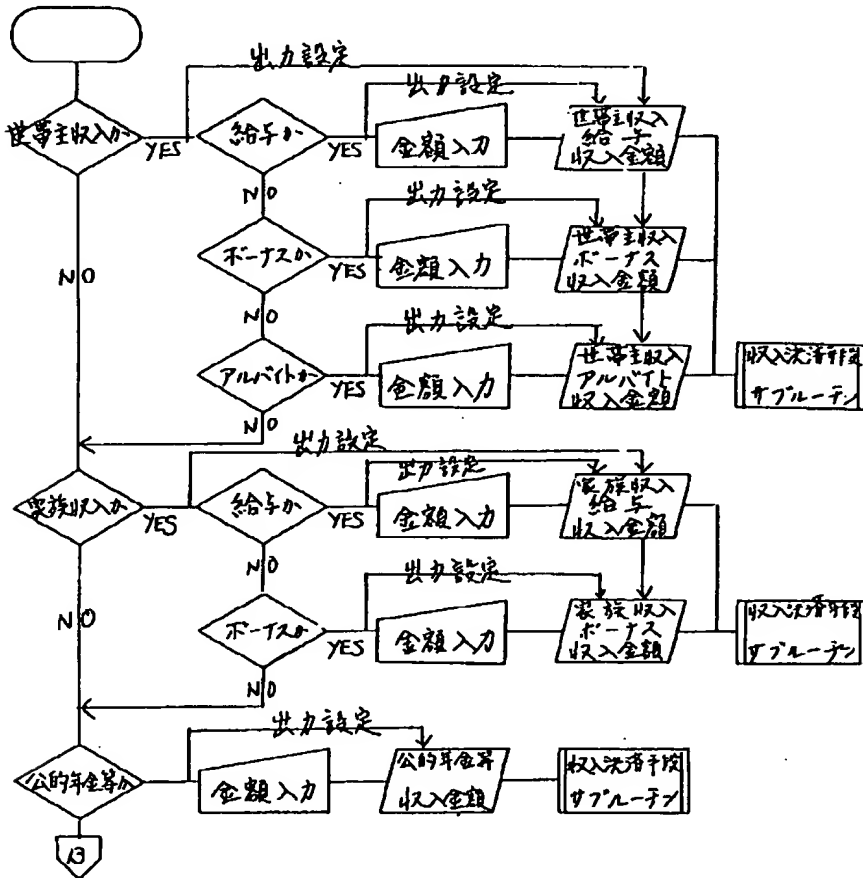 出力設定
出力設定
世帯主収入か
YES
給与か
YES
金額入力
世帯主収入
給与
収入金額
NO
出力設定
ボーナスか
YES
金額入力
世帯主収入
ボーナス
収入金額
NO
NO
出力設定
アルバイトか
YES
金額入力
世帯主収入
アルバイト
収入金額
収入決済手段
サブルーチン
NO
出力設定
出力設定
家族収入か
YES
給与か
YES
金額入力
家族収入
給与
収入金額
NO
出力設定
NO
ボーナスか
YES
金額入力
家族収入
ボーナス
収入金額
収入決済手段
サブルーチン
NO
出力設定
公的年金等か
金額入力
公的年金等
収入金額
収入決済手段
サブルーチン